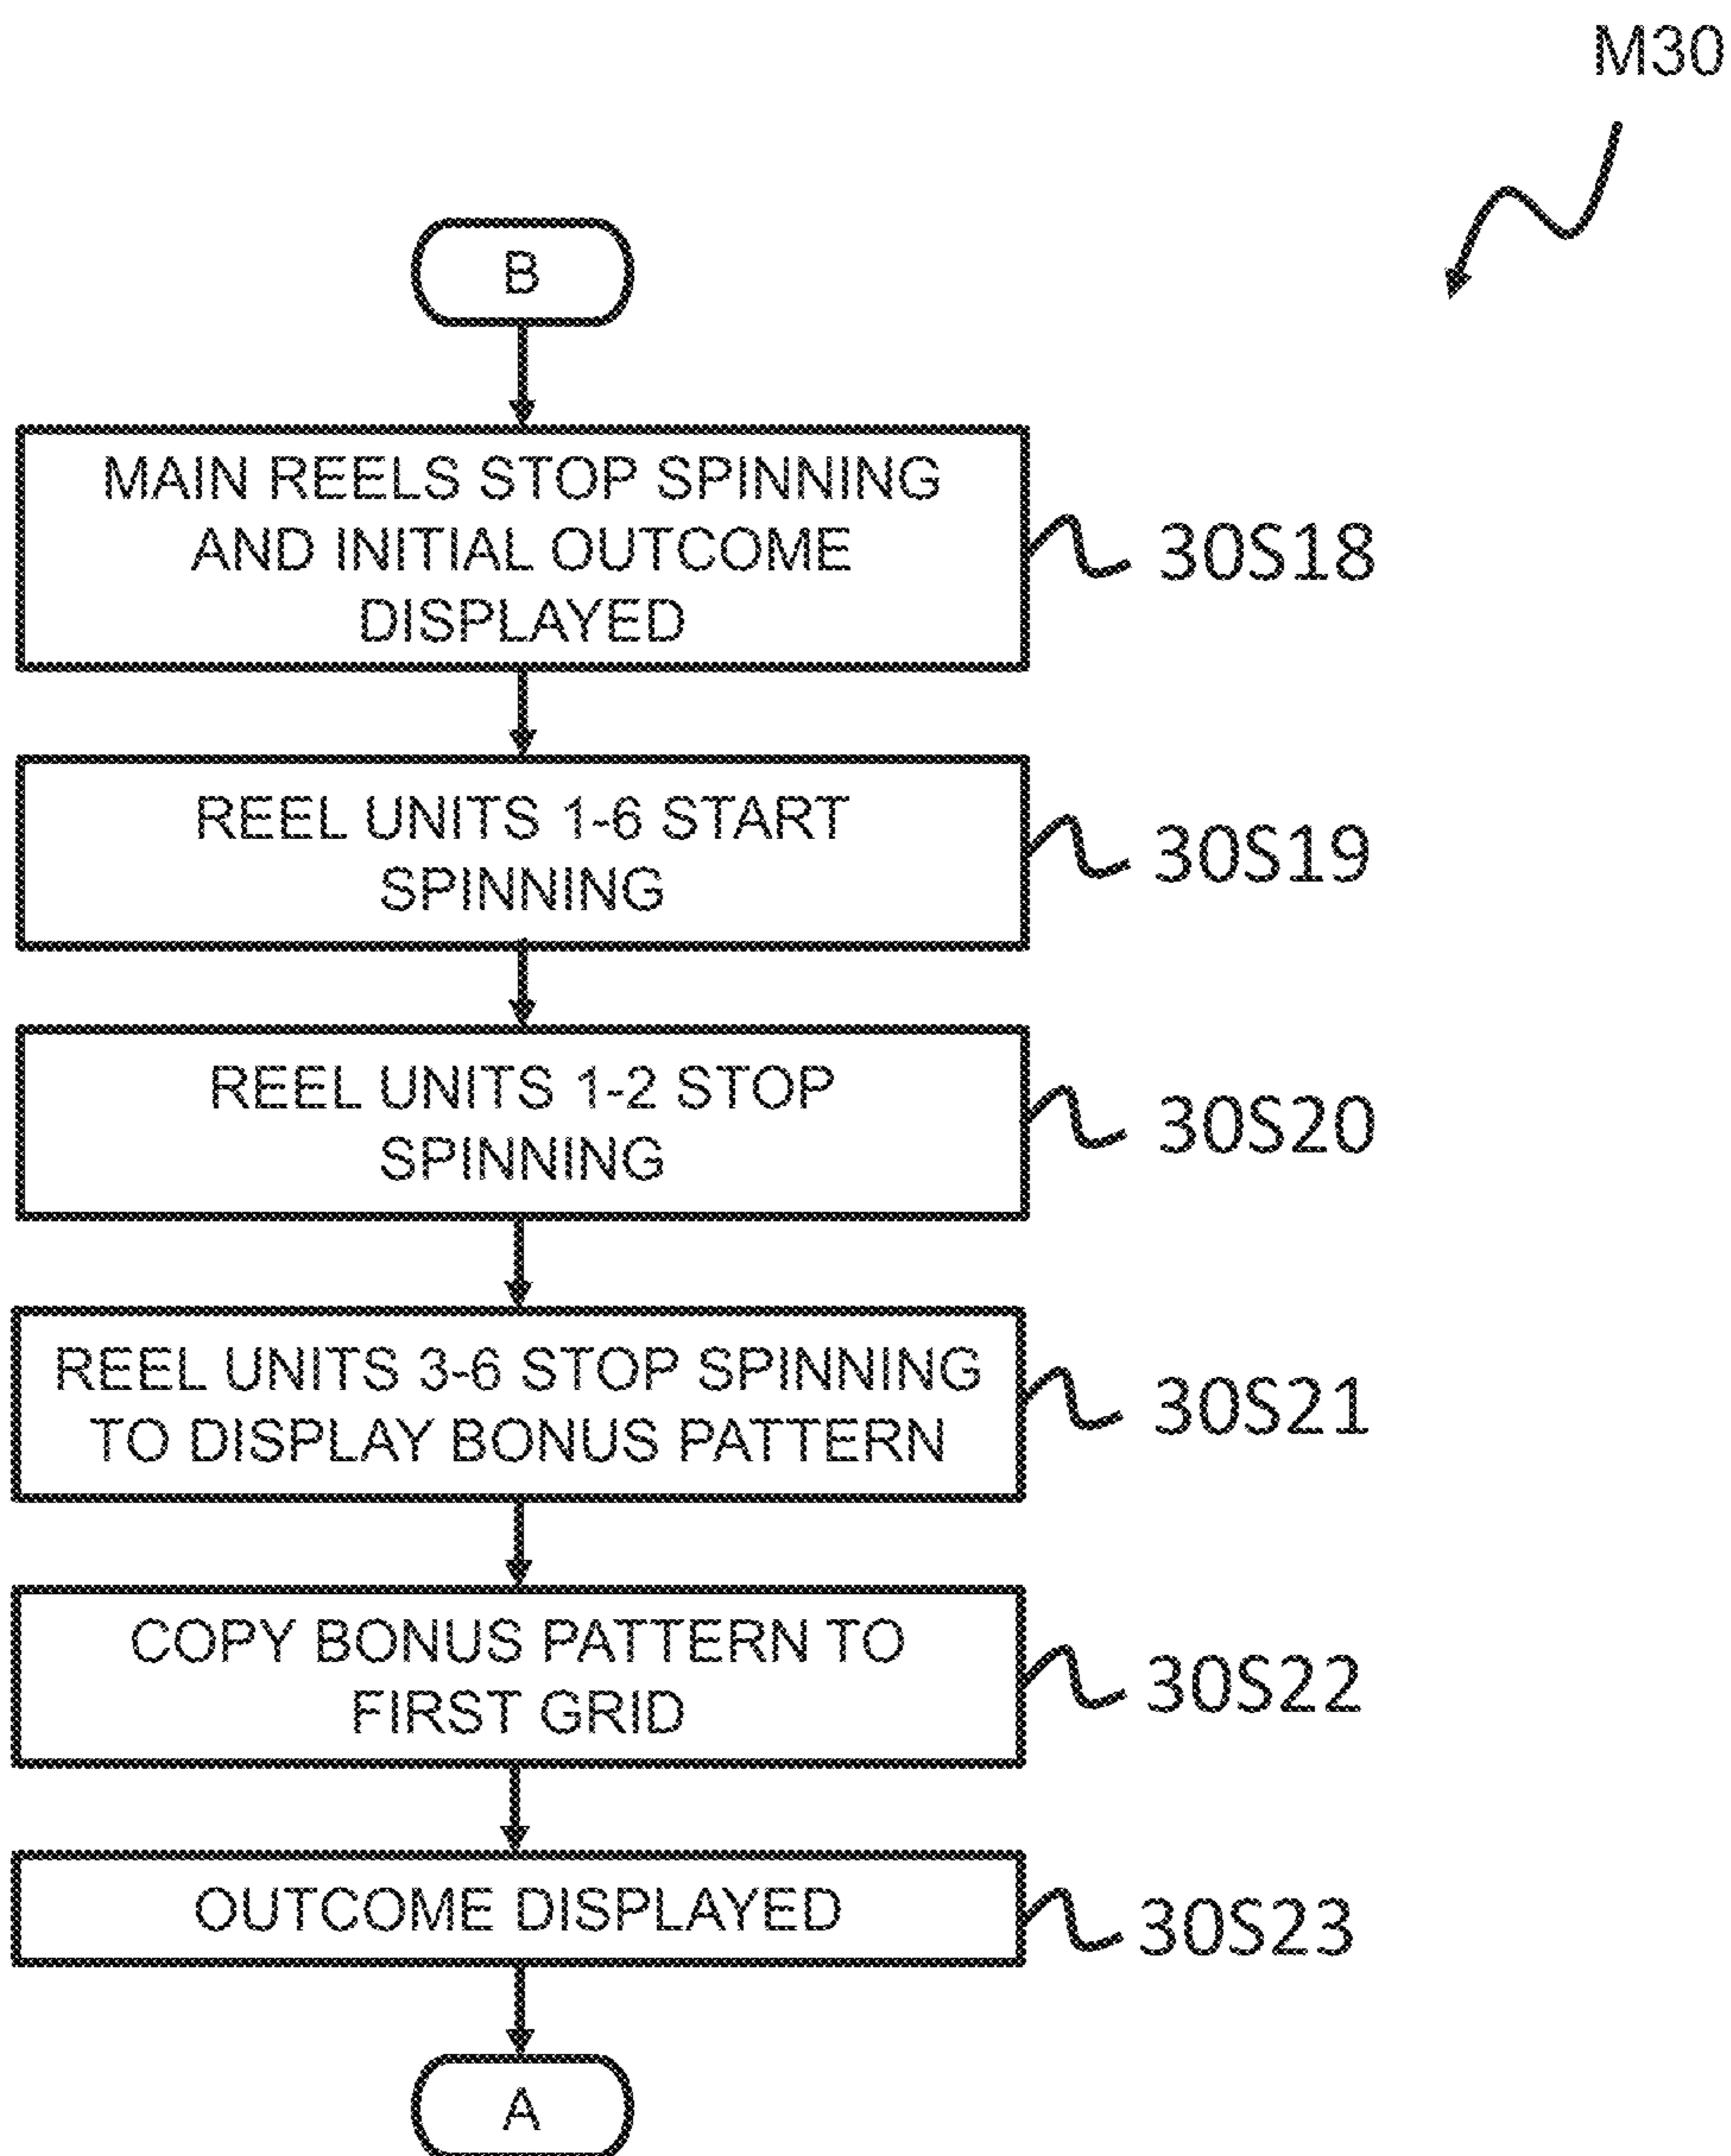 M30
B
MAIN REELS STOP SPINNING
AND INITIAL OUTCOME
DISPLAYED
30S18
REEL UNITS 1-6 START
SPINNING
30S19
REEL UNITS 1-2 STOP
SPINNING
30S20
REEL UNITS 3-6 STOP SPINNING
TO DISPLAY BONUS PATTERN
30S21
COPY BONUS PATTERN TO
FIRST GRID
30S22
OUTCOME DISPLAYED
30S23
A